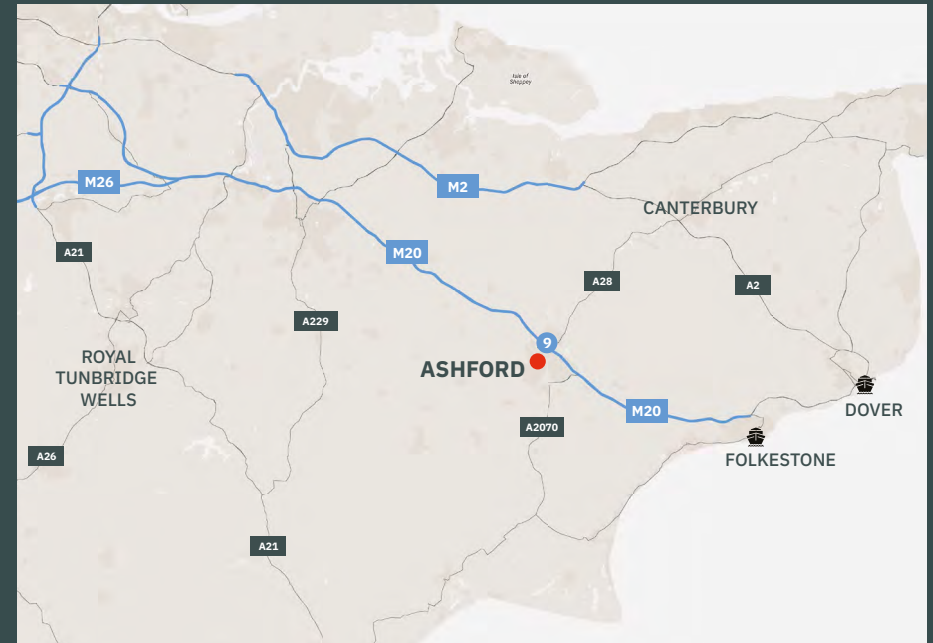 Isle of
Sheppey
M26
M2
CANTERBURY
A21
M20
A28
A2
A229
9
ROYAL
TUNBRIDGE
WELLS
ASHFORD
M20
DOVER
A2070
A26
FOLKESTONE
A21